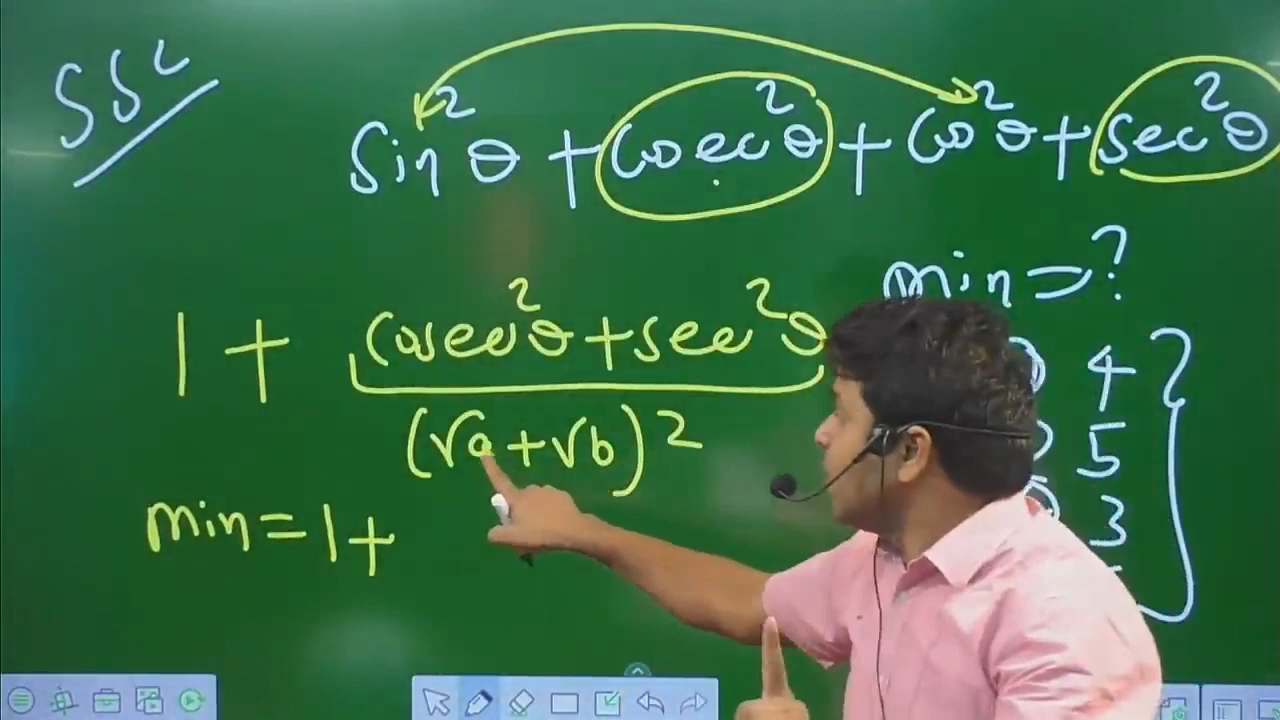 SSC
sin²θ + cosec²θ + cos²θ + sec²θ
min = ?
1 + cosec²θ + sec²θ
4
(√a + √b)²
5
min = 1 +
3